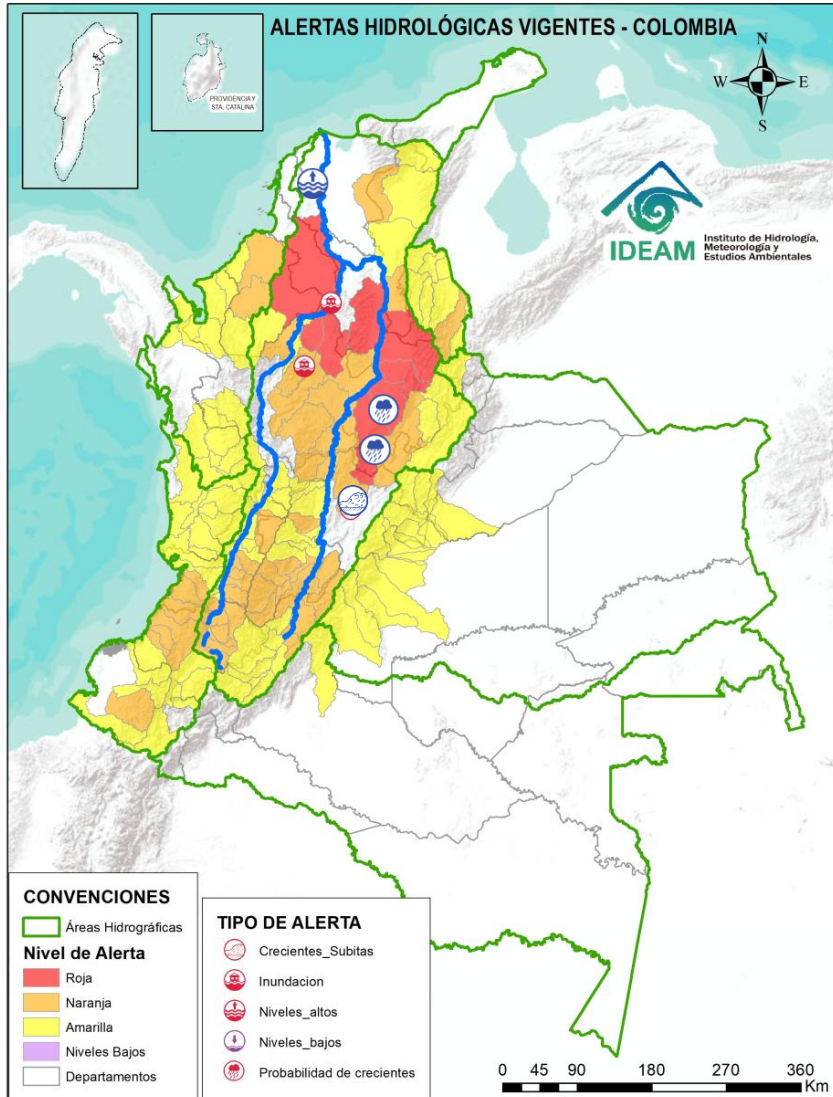 ALERTAS HIDROLÓGICAS VIGENTES - COLOMBIA
PROVIDENCIA Y
STA. CATALINA
N
W
E
S
IDEAM
Instituto de Hidrología,
Meteorología y
Estudios Ambientales
CONVENCIONES
Áreas Hidrográficas
Nivel de Alerta
Roja
Naranja
Amarilla
Niveles Bajos
Departamentos
TIPO DE ALERTA
Crecientes_Subitas
Inundacion
Niveles_altos
Niveles_bajos
Probabilidad de crecientes
0 45 90 180 270 360
Km